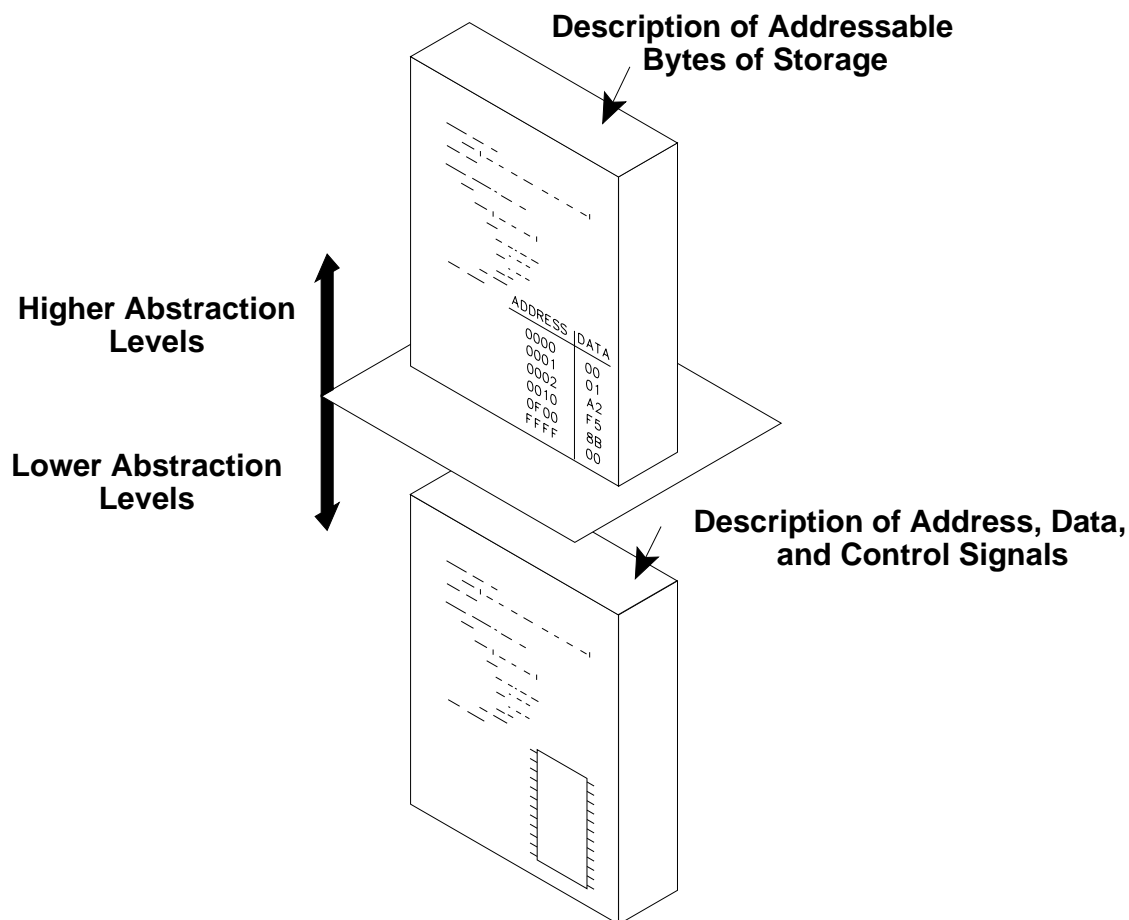 Description of Addressable
Bytes of Storage
Higher Abstraction
Levels
ADDRESS DATA
0000 00
0001 01
0002 A2
0010 F5
0F00 8B
FFFF 00
Lower Abstraction
Levels
Description of Address, Data,
and Control Signals